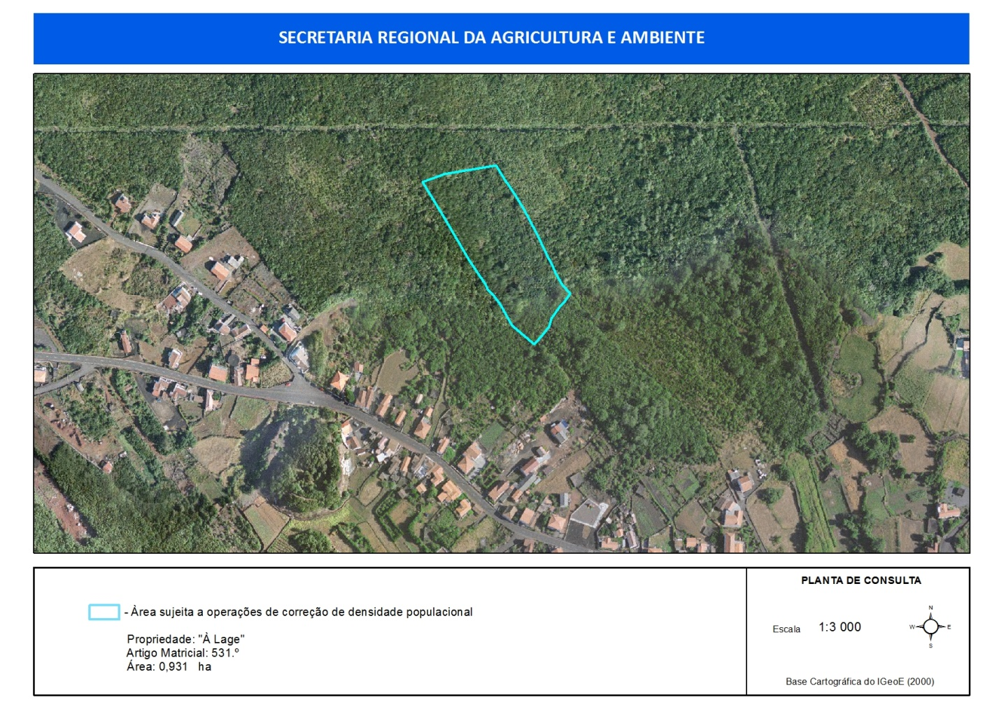 SECRETARIA REGIONAL DA AGRICULTURA E AMBIENTE
- Àrea sujeita a operações de correção de densidade populacional
Propriedade: "À Lage"
Artigo Matricial: 531.º
Área: 0,931 ha
PLANTA DE CONSULTA
Escala 1:3 000
N
W E
S
Base Cartográfica do IGeoE (2000)